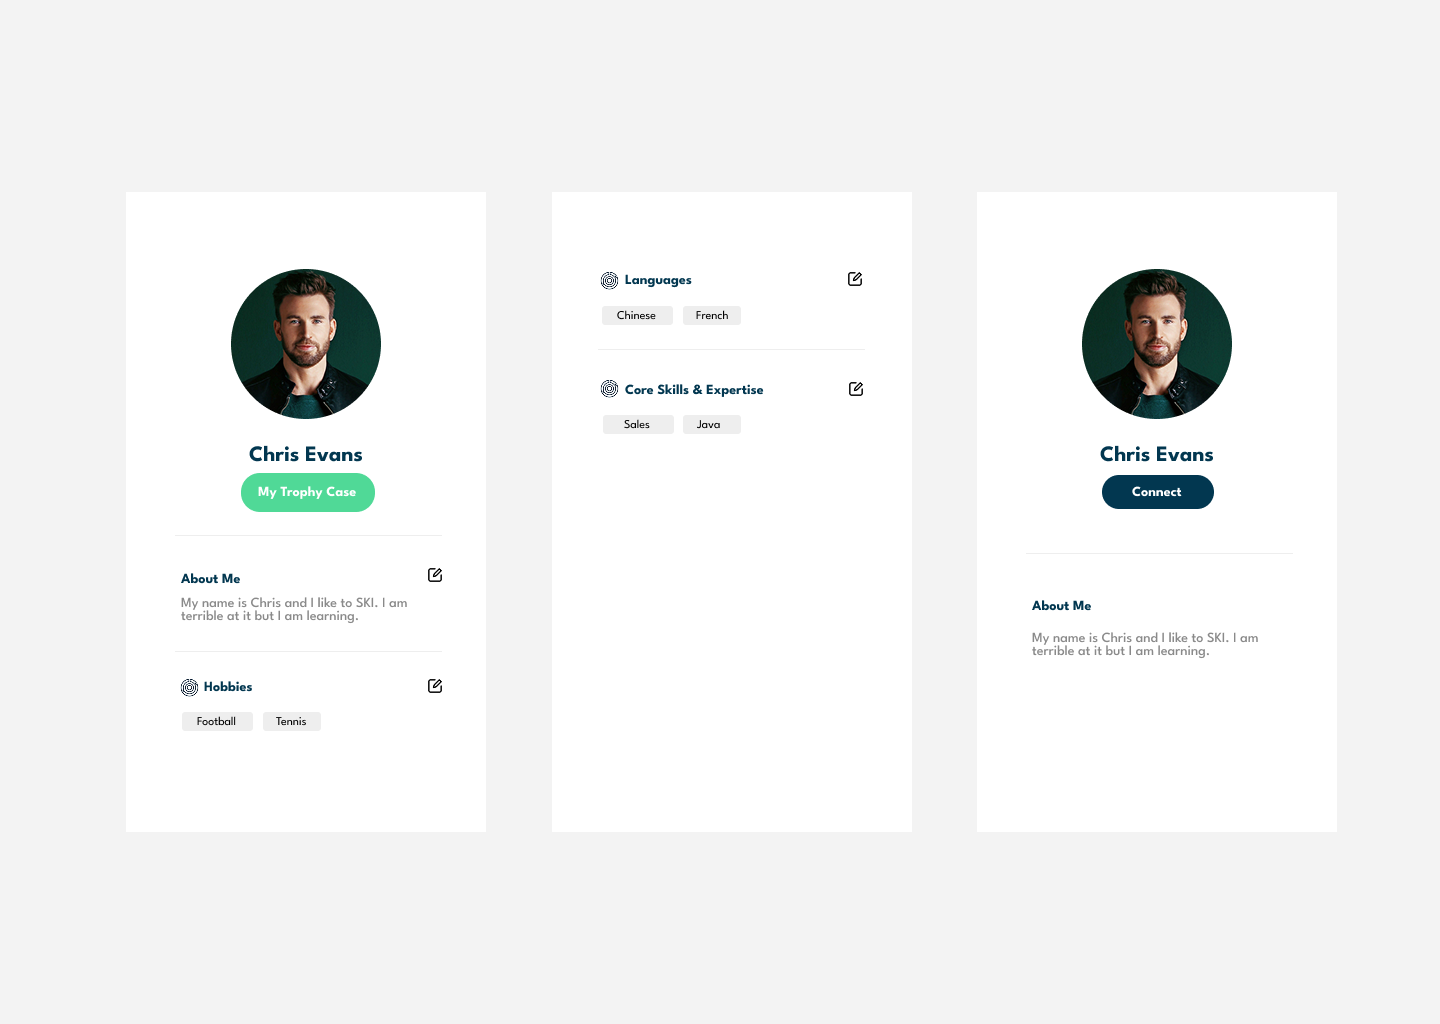 Chris Evans
My Trophy Case
About Me
My name is Chris and I like to SKI. I am
terrible at it but I am learning.
Hobbies
Football
Tennis
Languages
Chinese
French
Core Skills & Expertise
Sales
Java
Chris Evans
Connect
About Me
My name is Chris and I like to SKI. I am
terrible at it but I am learning.